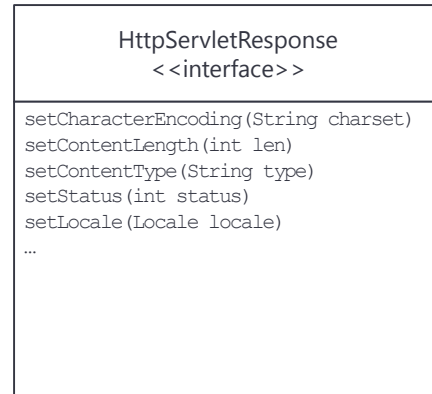 HttpServletResponse
<<interface>>
setCharacterEncoding(String charset)
setContentLength(int len)
setContentType(String type)
setStatus(int status)
setLocale(Locale locale)
…